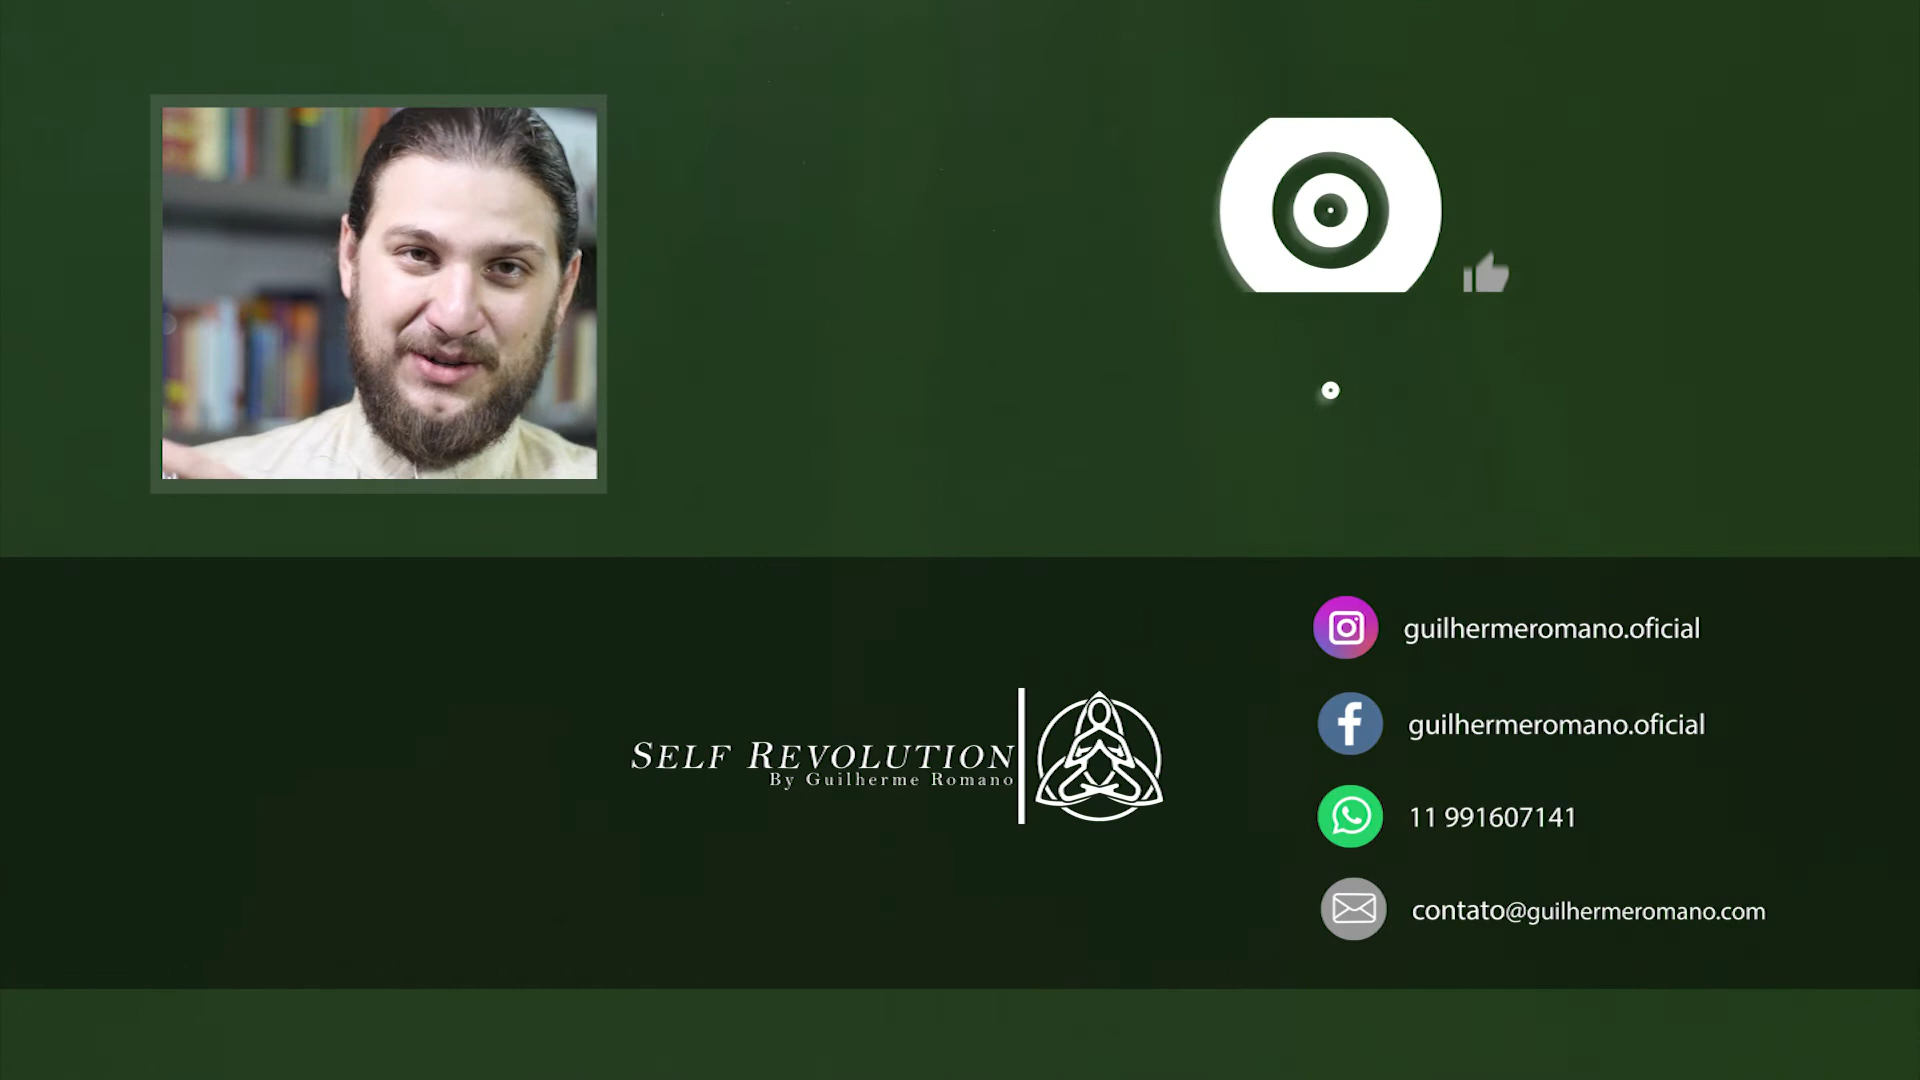 guilhermeromano.oficial
guilhermeromano.oficial
SELF REVOLUTION
By Guilherme Romano
11 991607141
contato@guilhermeromano.com